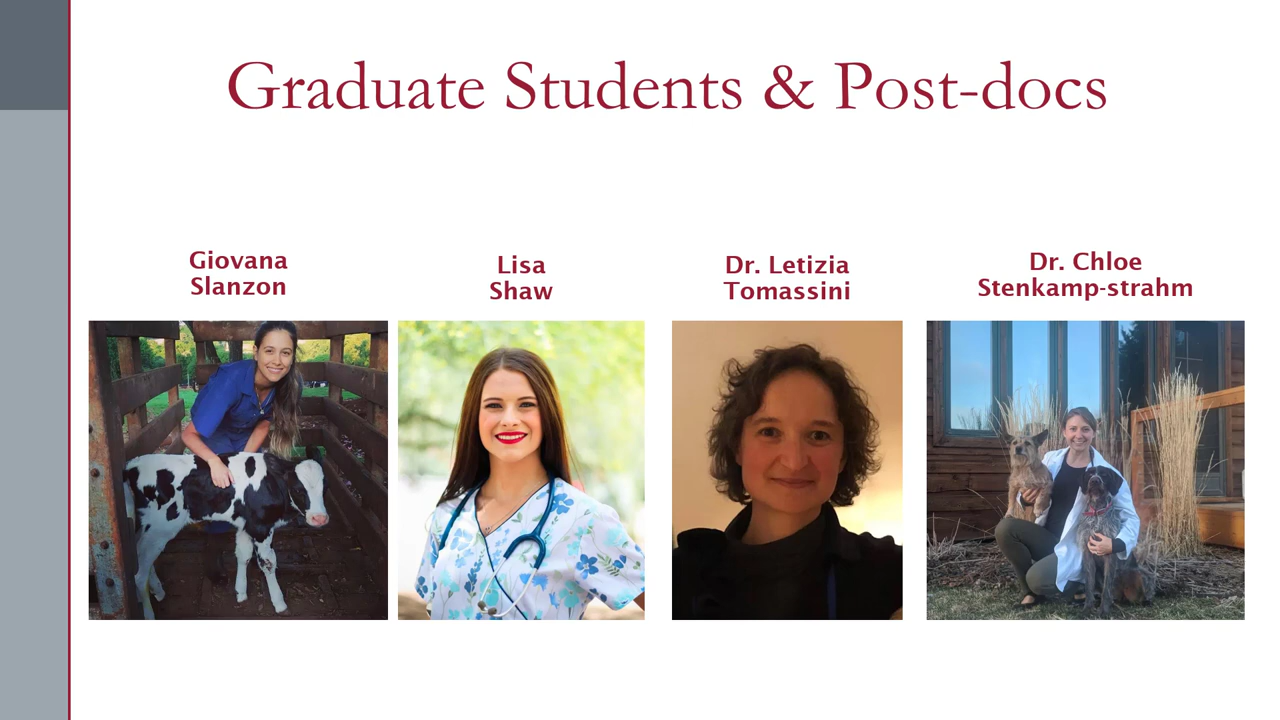 Graduate Students & Post-docs
Giovana
Slanzon
Lisa
Shaw
Dr. Letizia
Tomassini
Dr. Chloe
Stenkamp-strahm